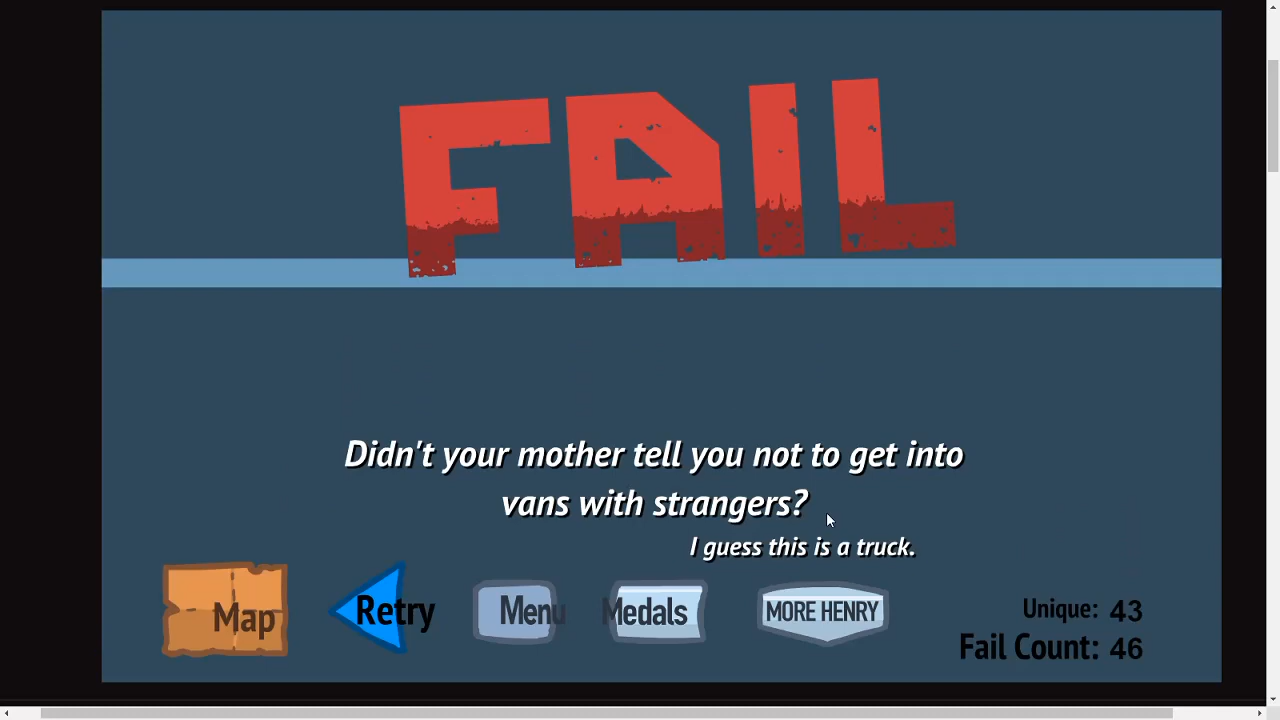 FAIL
Didn't your mother tell you not to get into
vans with strangers?
I guess this is a truck.
Map
Retry
Menu
Medals
MORE HENRY
Unique: 43
Fail Count: 46